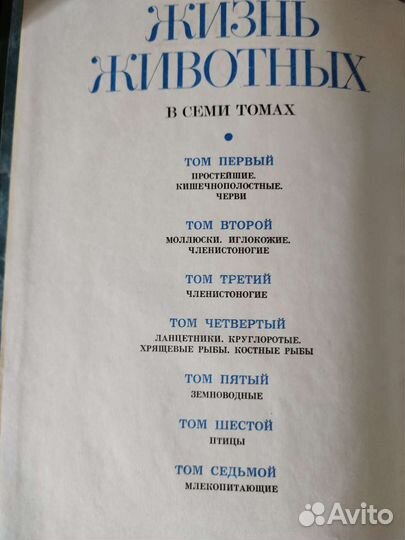 ЖИЗНЬ
ЖИВОТНЫХ
В СЕМИ ТОМАХ
ТОМ ПЕРВЫЙ
ПРОСТЕЙШИЕ.
КИШЕЧНОПОЛОСТНЫЕ.
ЧЕРВИ
ТОМ ВТОРОЙ
МОЛЛЮСКИ. ИГЛОКОЖИЕ.
ЧЛЕНИСТОНОГИЕ
ТОМ ТРЕТИЙ
ЧЛЕНИСТОНОГИЕ
ТОМ ЧЕТВЕРТЫЙ
ЛАНЦЕТНИКИ. КРУГЛОРОТЫЕ.
ХРЯЩЕВЫЕ РЫБЫ. КОСТНЫЕ РЫБЫ
ТОМ ПЯТЫЙ
ЗЕМНОВОДНЫЕ
ТОМ ШЕСТОЙ
ПТИЦЫ
ТОМ СЕДЬМОЙ
МЛЕКОПИТАЮЩИЕ
Avito